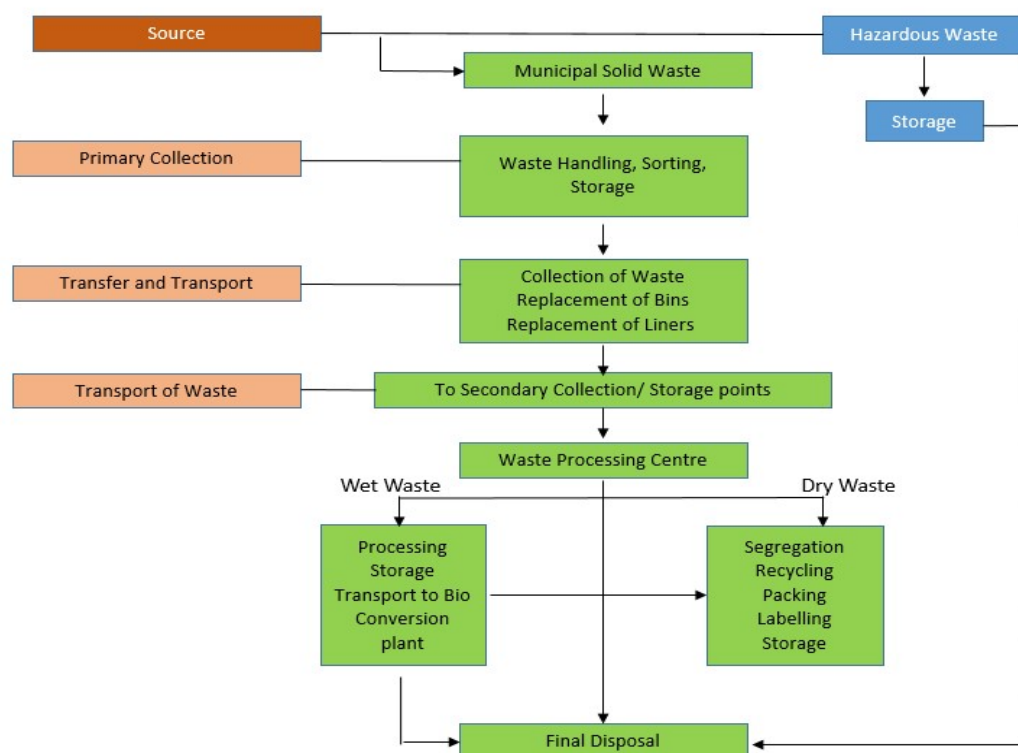 Source
Hazardous Waste
Municipal Solid Waste
Storage
Primary Collection
Waste Handling, Sorting,
Storage
Transfer and Transport
Collection of Waste
Replacement of Bins
Replacement of Liners
Transport of Waste
To Secondary Collection/ Storage points
Waste Processing Centre
Wet Waste
Dry Waste
Processing
Storage
Transport to Bio
Conversion
plant
Segregation
Recycling
Packing
Labelling
Storage
Final Disposal